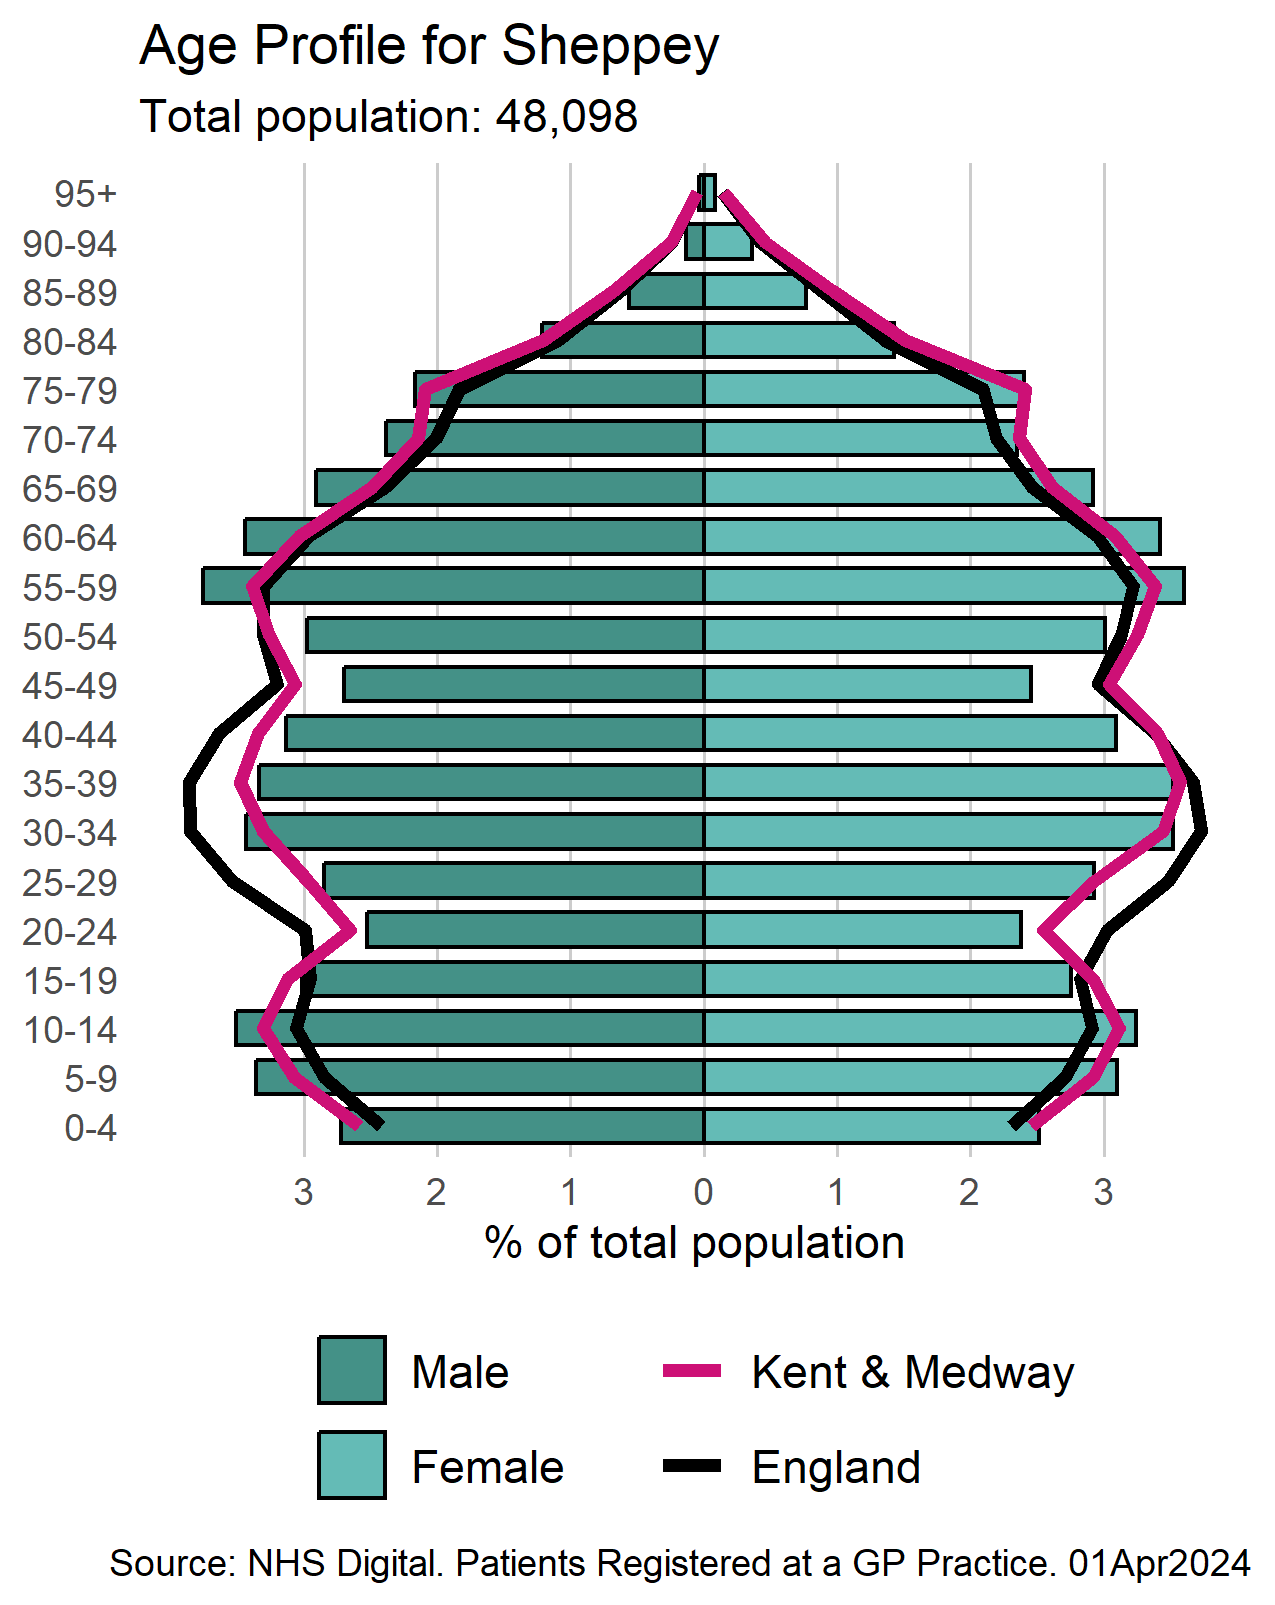 Age Profile for Sheppey
Total population: 48,098
95+
90-94
85-89
80-84
75-79
70-74
65-69
60-64
55-59
50-54
45-49
40-44
35-39
30-34
25-29
20-24
15-19
10-14
5-9
0-4
3 2 1 0 1 2 3
% of total population
Male Kent & Medway
Female England
Source: NHS Digital. Patients Registered at a GP Practice. 01Apr2024